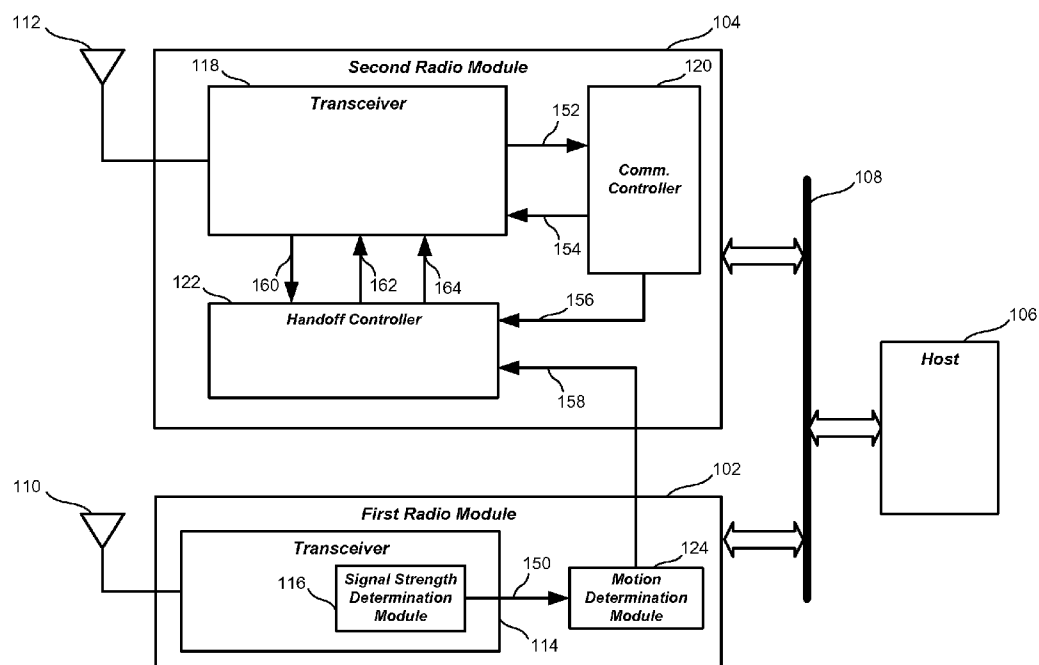 112
104
Second Radio Module
118
120
Transceiver
152
Comm.
Controller
108
154
160
162
164
122
156
Handoff Controller
106
Host
158
102
110
First Radio Module
Transceiver
124
150
116
Signal Strength
Determination
Module
Motion
Determination
Module
114